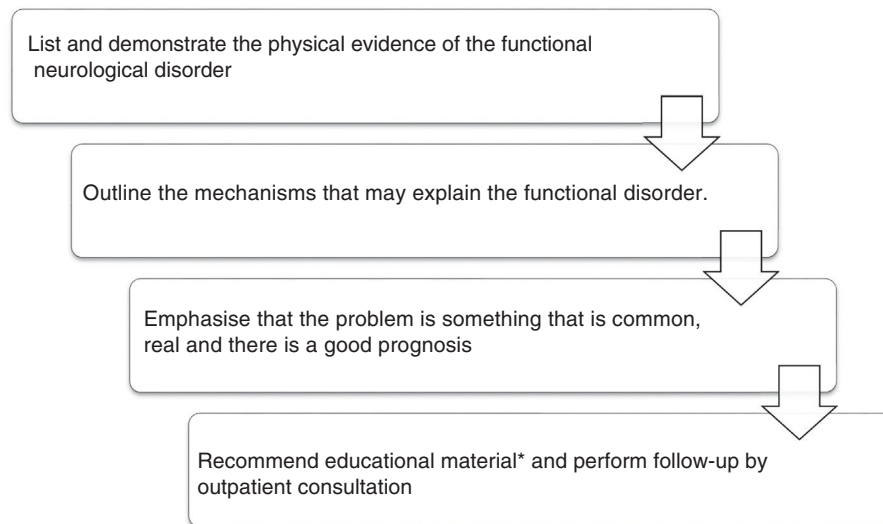 List and demonstrate the physical evidence of the functional
neurological disorder
Outline the mechanisms that may explain the functional disorder.
Emphasise that the problem is something that is common,
real and there is a good prognosis
Recommend educational material* and perform follow-up by
outpatient consultation